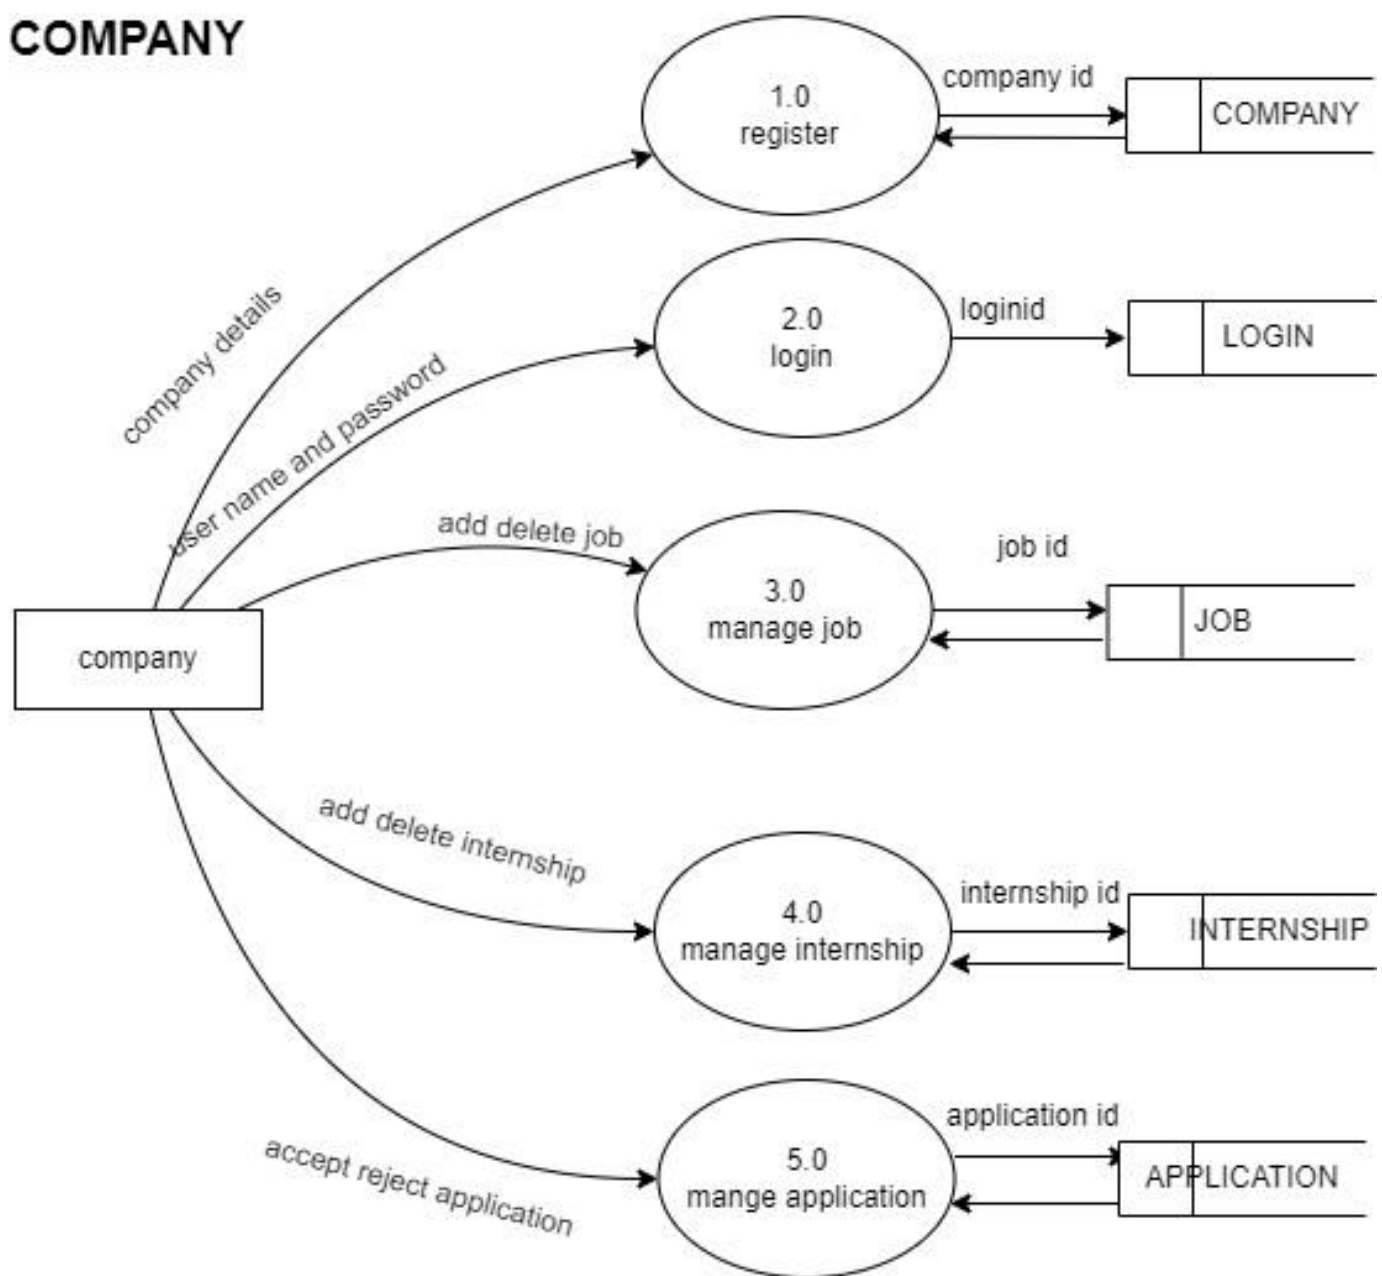 COMPANY
1.0
register
company id
COMPANY
company details
2.0
login
loginid
LOGIN
user name and password
add delete job
3.0
manage job
job id
JOB
company
add delete internship
4.0
manage internship
internship id
INTERNSHIP
accept reject application
5.0
mange application
application id
APPLICATION